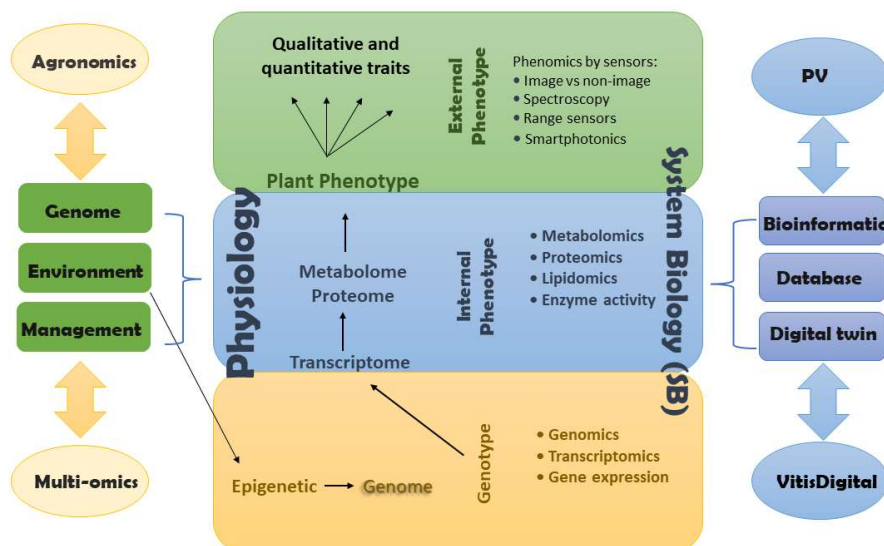 Agronomics
Genome
Environment
Management
Multi-omics
Physiology
Qualitative and
quantitative traits
Plant Phenotype
Metabolome
Proteome
Transcriptome
Epigenetic
Genome
External
Phenotype
Phenomics by sensors:
• Image vs non-image
• Spectroscopy
• Range sensors
• Smartphotonics
Internal
Phenotype
• Metabolomics
• Proteomics
• Lipidomics
• Enzyme activity
Genotype
• Genomics
• Transcriptomics
• Gene expression
System Biology (SB)
PV
Bioinformatic
Database
Digital twin
VitisDigital